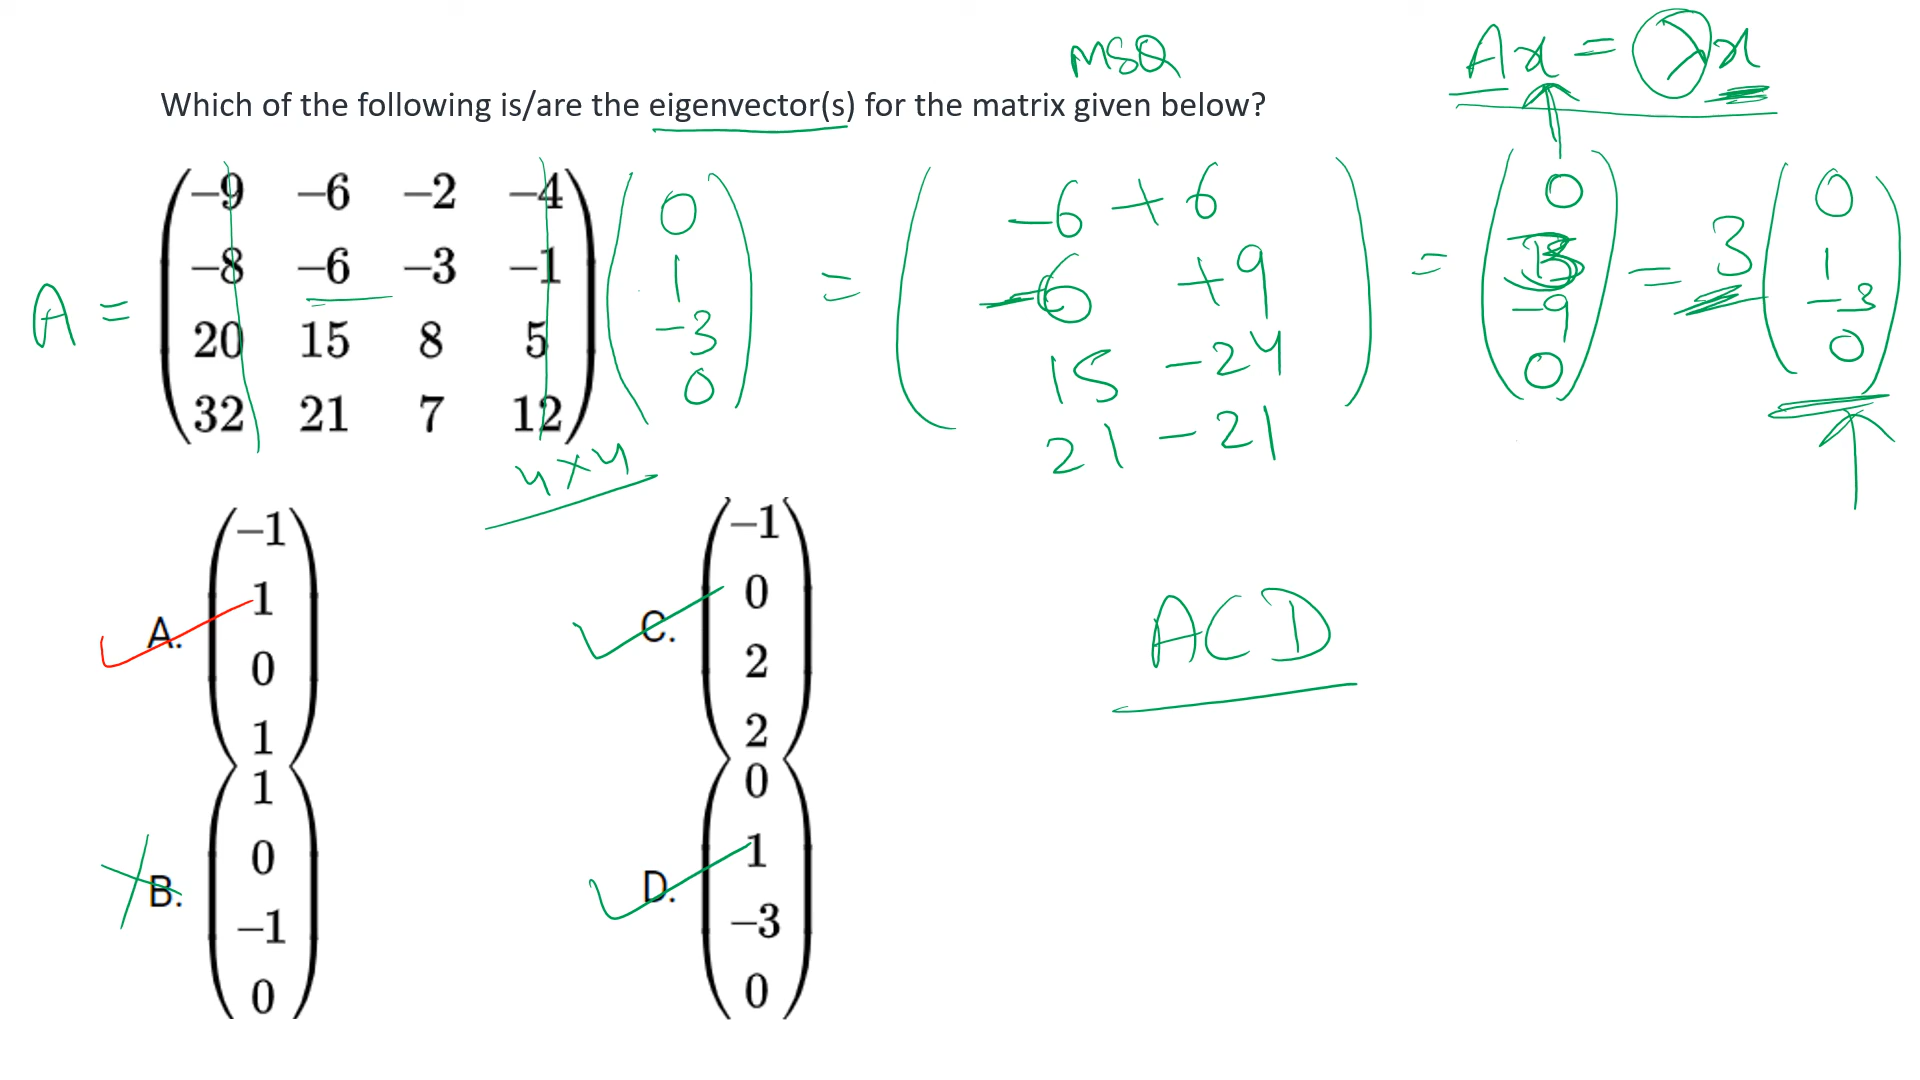 MSQ
Ax = λx
Which of the following is/are the eigenvector(s) for the matrix given below?
A =
-9 -6 -2 -4
-8 -6 -3 -1
20 15 8 5
32 21 7 12
4×4
0
1
-3
0
=
-6 + 6
-6 +9
15 -24
21 -21
=
0
3
-9
0
= 3
0
1
-3
0
A.
-1
1
0
1
B.
1
0
-1
0
C.
-1
0
2
2
D.
0
1
-3
0
ACD